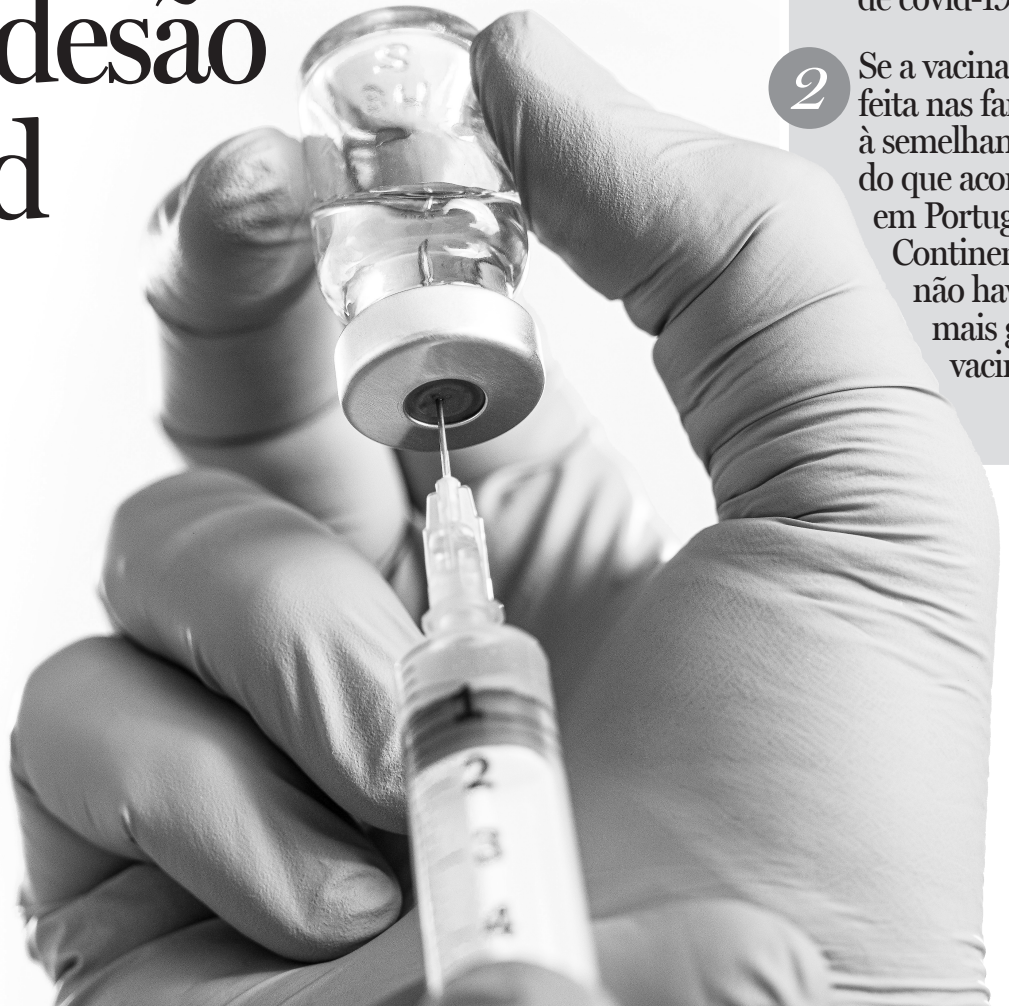 desão
d
de covid-19
2
Se a vacina
feita nas far
à semelhan
do que acon
em Portug
Continen
não hav
mais g
vacin
1
2
3
4